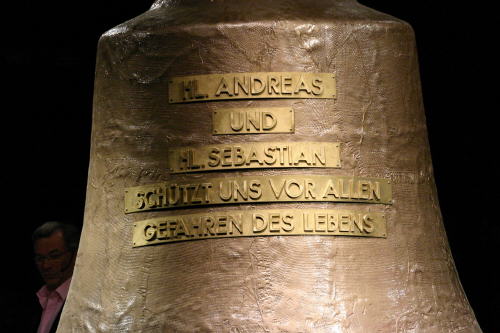 HL. ANDREAS
UND
HL. SEBASTIAN
SCHÜTZT UNS VOR ALLEN
GEFAHREN DES LEBENS